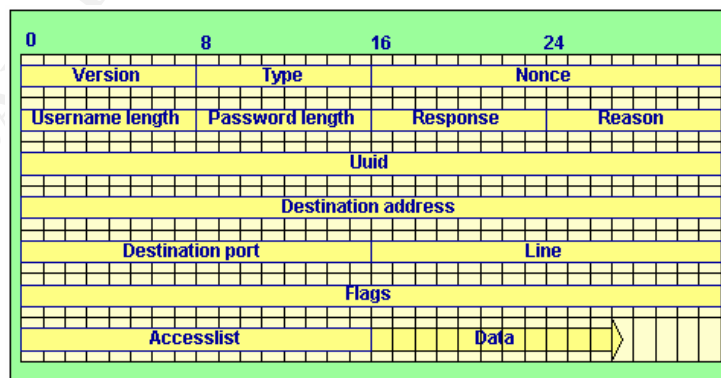 0 8 16 24
Version Type Nonce
Username length Password length Response Reason
Uuid
Destination address
Destination port Line
Flags
Accesslist Data